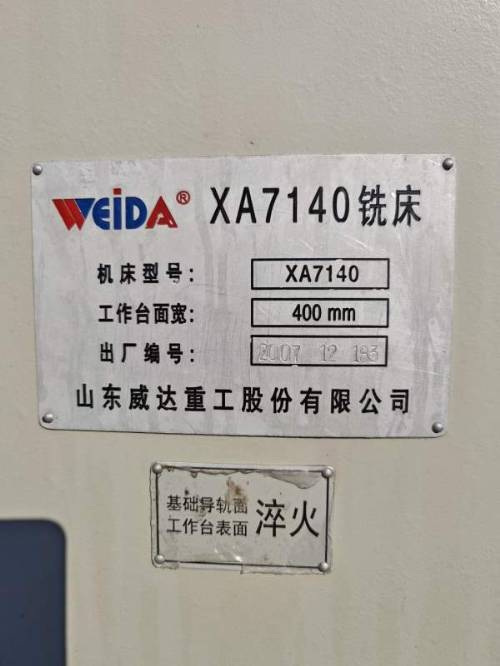 WEIDA® XA7140铣床
机床型号: XA7140
工作台面宽: 400 mm
出厂编号: 2007 12 183
山东威达重工股份有限公司
基础导轨面
工作台表面
淬火